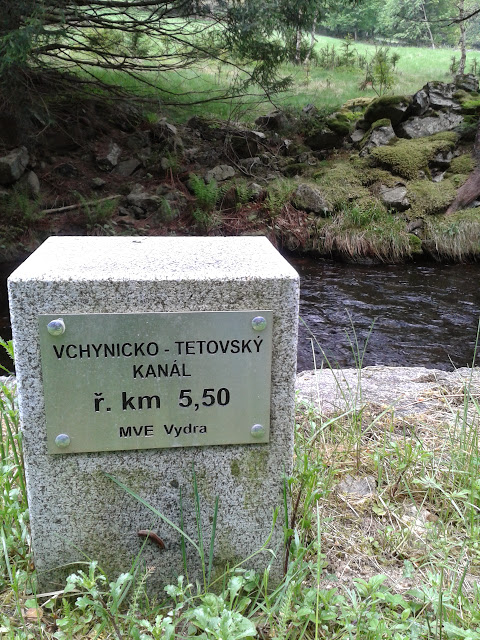 VCHYNICKO - TETOVSKÝ
KANÁL
ř. km 5,50
MVE Vydra